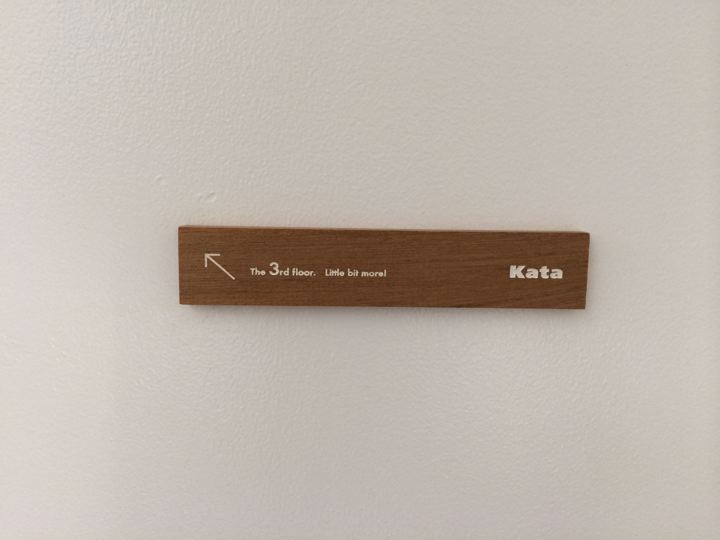 The 3rd floor. Little bit more!
Kata